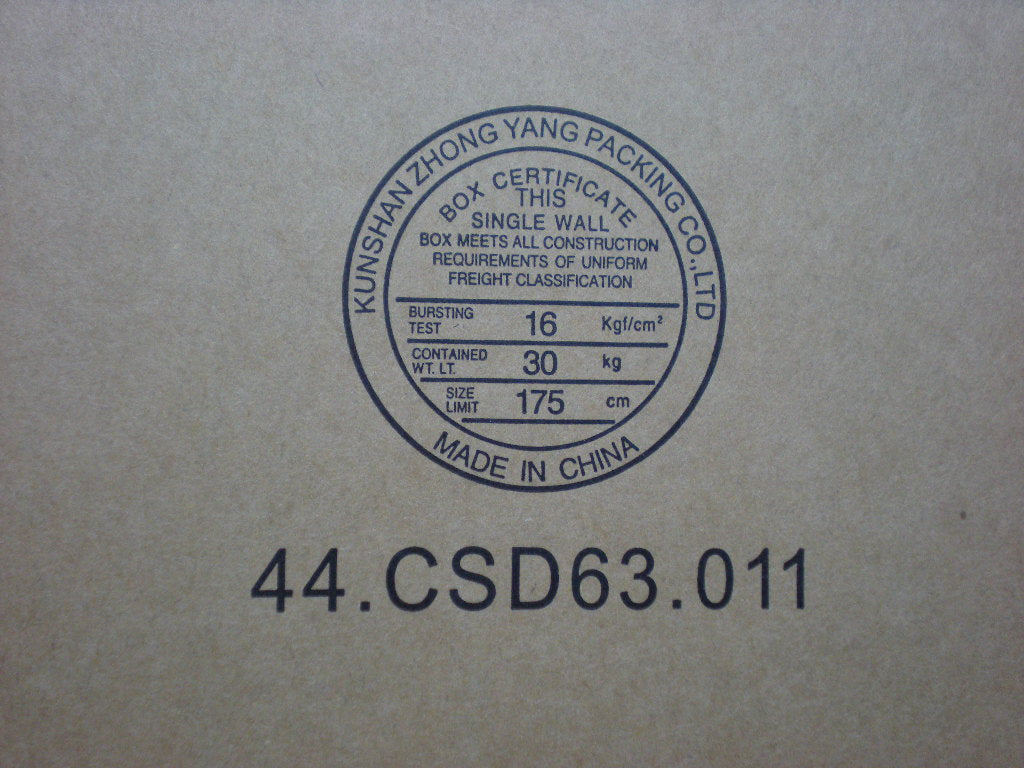 KUNSHAN ZHONG YANG PACKING CO.,LTD
BOX CERTIFICATE
THIS
SINGLE WALL
BOX MEETS ALL CONSTRUCTION
REQUIREMENTS OF UNIFORM
FREIGHT CLASSIFICATION
BURSTING TEST 16 Kgf/cm²
CONTAINED WT. LT. 30 kg
SIZE LIMIT 175 cm
MADE IN CHINA
44.CSD63.011